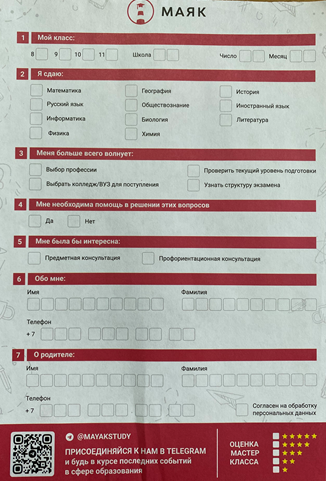 МАЯК
1 Мой класс:
8 9 10 11 Школа Число Месяц
2 Я сдаю:
Математика География История
Русский язык Обществознание Иностранный язык
Информатика Биология Литература
Физика Химия
3 Меня больше всего волнует:
Выбор профессии Проверить текущий уровень подготовки
Выбрать колледж/ВУЗ для поступления Узнать структуру экзамена
4 Мне необходима помощь в решении этих вопросов
Да Нет
5 Мне была бы интересна:
Предметная консультация Профориентационная консультация
6 Обо мне:
Имя Фамилия
Телефон
+ 7
7 О родителе:
Имя Фамилия
Телефон
+ 7
Согласен на обработку
персональных данных
@MAYAKSTUDY
ПРИСОЕДИНЯЙСЯ К НАМ В TELEGRAM
и будь в курсе последних событий
в сфере образования
ОЦЕНКА
МАСТЕР
КЛАССА